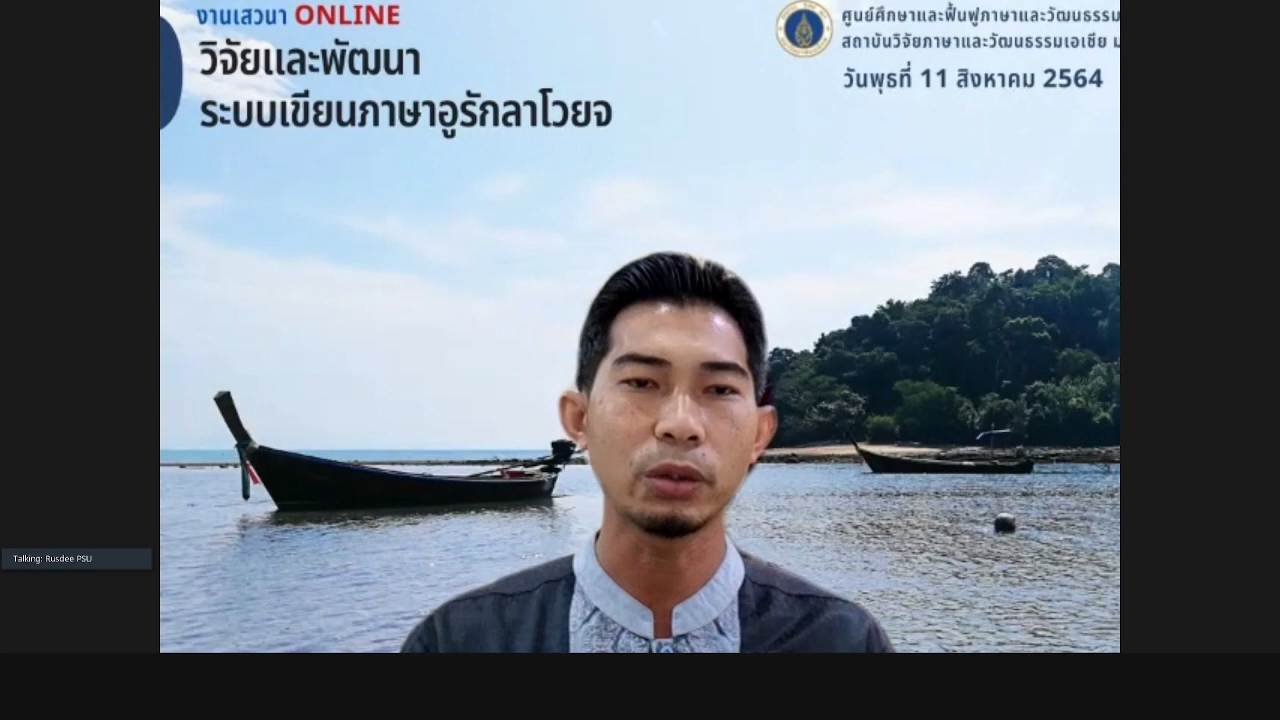 งานเสวนา ONLINE
วิจัยและพัฒนา
ระบบเขียนภาษาอูรักลาโวยจ
ศูนย์ศึกษาและฟื้นฟูภาษาและวัฒนธรรม
สถาบันวิจัยภาษาและวัฒนธรรมเอเชีย ม
วันพุธที่ 11 สิงหาคม 2564
Talking: Rusdee PSU